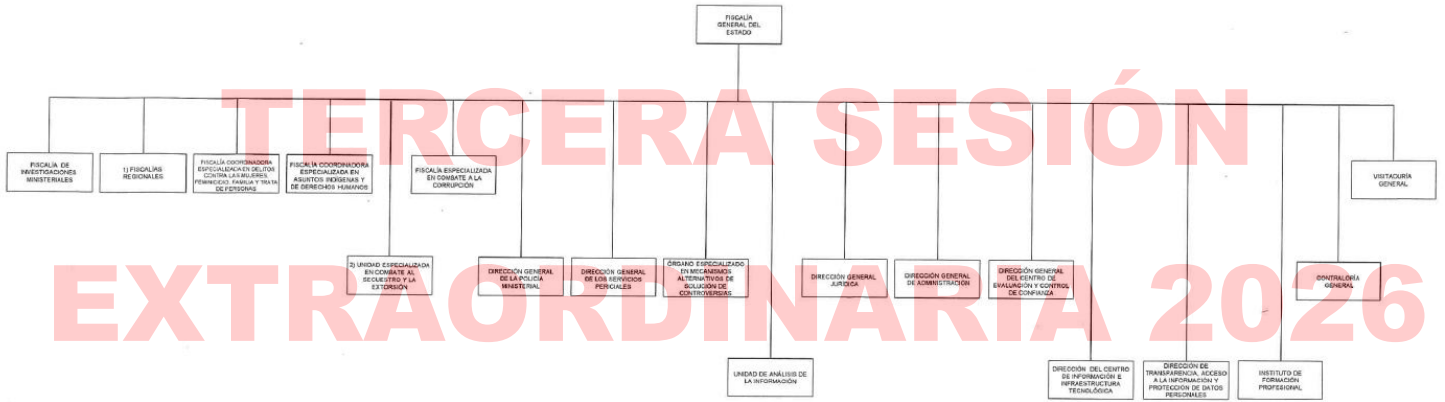 FISCALÍA
GENERAL DEL
ESTADO
TERCERA SESIÓN
FISCALÍA DE
INVESTIGACIONES
MINISTERIALES
1) FISCALÍAS
REGIONALES
FISCALÍA COORDINADORA
ESPECIALIZADA EN DELITOS
CONTRA LAS MUJERES,
FEMINICIDIO, FAMILIA Y TRATA
DE PERSONAS
FISCALÍA COORDINADORA
ESPECIALIZADA EN
ASUNTOS INDÍGENAS Y
DE DERECHOS HUMANOS
FISCALÍA ESPECIALIZADA
EN COMBATE A LA
CORRUPCIÓN
VISITADURÍA
GENERAL
2) UNIDAD ESPECIALIZADA
EN COMBATE AL
SECUESTRO Y LA
EXTORSIÓN
DIRECCIÓN GENERAL
DE LA POLICÍA
MINISTERIAL
DIRECCIÓN GENERAL
DE LOS SERVICIOS
PERICIALES
ÓRGANO ESPECIALIZADO
EN MECANISMOS
ALTERNATIVOS DE
SOLUCIÓN DE
CONTROVERSIAS
DIRECCIÓN GENERAL
JURÍDICA
DIRECCIÓN GENERAL
DE ADMINISTRACIÓN
DIRECCIÓN GENERAL
DEL CENTRO DE
EVALUACIÓN Y CONTROL
DE CONFIANZA
CONTRALORÍA
GENERAL
EXTRAORDINARIA 2026
UNIDAD DE ANÁLISIS DE
LA INFORMACIÓN
DIRECCIÓN DEL CENTRO
DE INFORMACIÓN E
INFRAESTRUCTURA
TECNOLÓGICA
DIRECCIÓN DE
TRANSPARENCIA, ACCESO
A LA INFORMACIÓN Y
PROTECCIÓN DE DATOS
PERSONALES
INSTITUTO DE
FORMACIÓN
PROFESIONAL